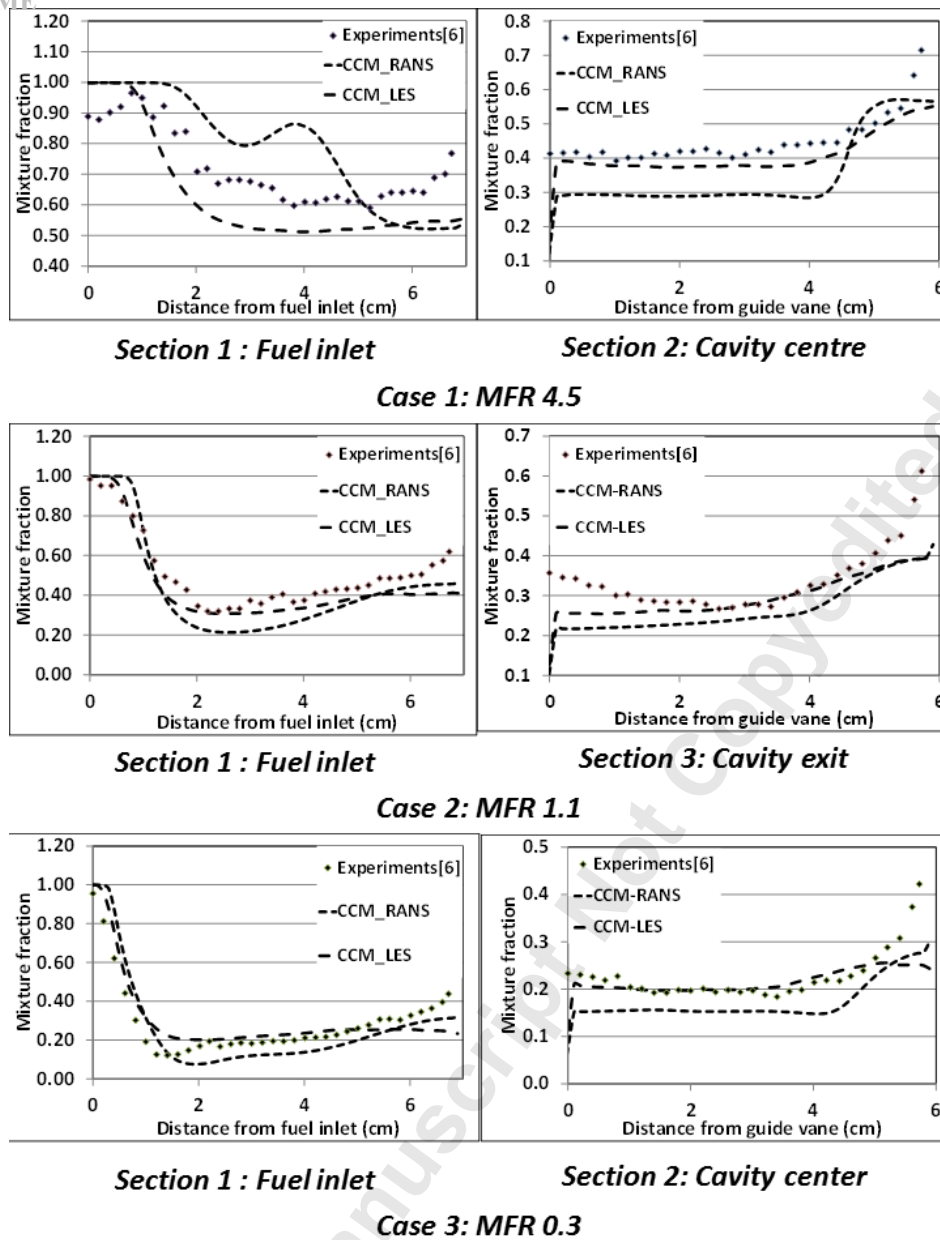 ME
1.20
1.00
0.90
0.80
0.70
0.60
0.50
0.40
Mixture fraction
Experiments[6]
CCM_RANS
CCM_LES
0 2 4 6
Distance from fuel inlet (cm)
0.8
0.7
0.6
0.5
0.4
0.3
0.2
0.1
Mixture fraction
Experiments[6]
CCM_RANS
CCM_LES
0 2 4 6
Distance from guide vane (cm)
Section 1 : Fuel inlet
Section 2: Cavity centre
Case 1: MFR 4.5
1.20
1.00
0.80
0.60
0.40
0.20
0.00
Mixture fraction
Experiments[6]
CCM_RANS
CCM_LES
0 2 4 6
Distance from fuel inlet (cm)
0.7
0.6
0.5
0.4
0.3
0.2
0.1
Mixture fraction
Experiments[6]
CCM-RANS
CCM-LES
0 2 4 6
Distance from guide vane (cm)
Section 1 : Fuel inlet
Section 3: Cavity exit
Case 2: MFR 1.1
1.20
1.00
0.80
0.60
0.40
0.20
0.00
Mixture fraction
Experiments[6]
CCM_RANS
CCM_LES
0 2 4 6
Distance from fuel inlet (cm)
0.5
0.4
0.3
0.2
0.1
0.0
Mixture fraction
Experiments[6]
CCM-RANS
CCM-LES
0 2 4 6
Distance from guide vane (cm)
Section 1 : Fuel inlet
Section 2: Cavity center
Case 3: MFR 0.3
anuscript Not Copyedited